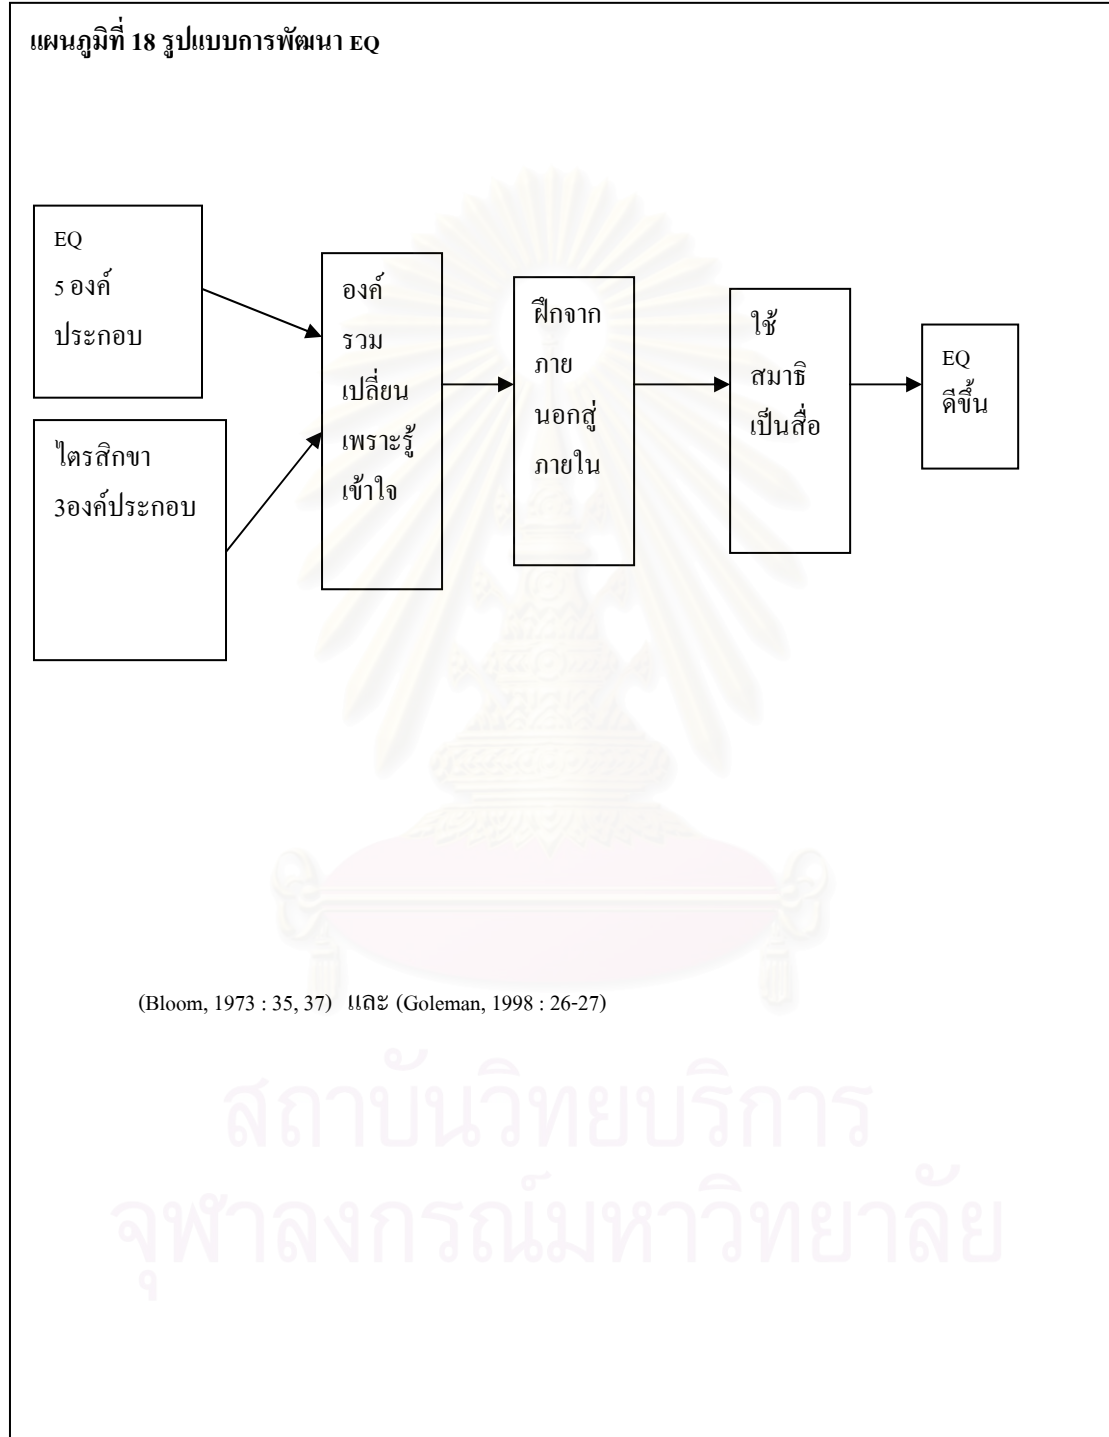 แผนภูมิที่ 18 รูปแบบการพัฒนา EQ
EQ
5 องค์
ประกอบ
ไตรสิกขา
3องค์ประกอบ
องค์
รวม
เปลี่ยน
เพราะรู้
เข้าใจ
ฝึกจาก
ภาย
นอกสู่
ภายใน
ใช้
สมาธิ
เป็นสื่อ
EQ
ดีขึ้น
(Bloom, 1973 : 35, 37) และ (Goleman, 1998 : 26-27)
สถาบันวิทยบริการ
จุฬาลงกรณ์มหาวิทยาลัย